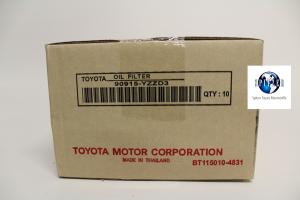 TOYOTA OIL FILTER
90915-YZZD3
QTY : 10
TOYOTA MOTOR CORPORATION
MADE IN THAILAND
BT115010-4831